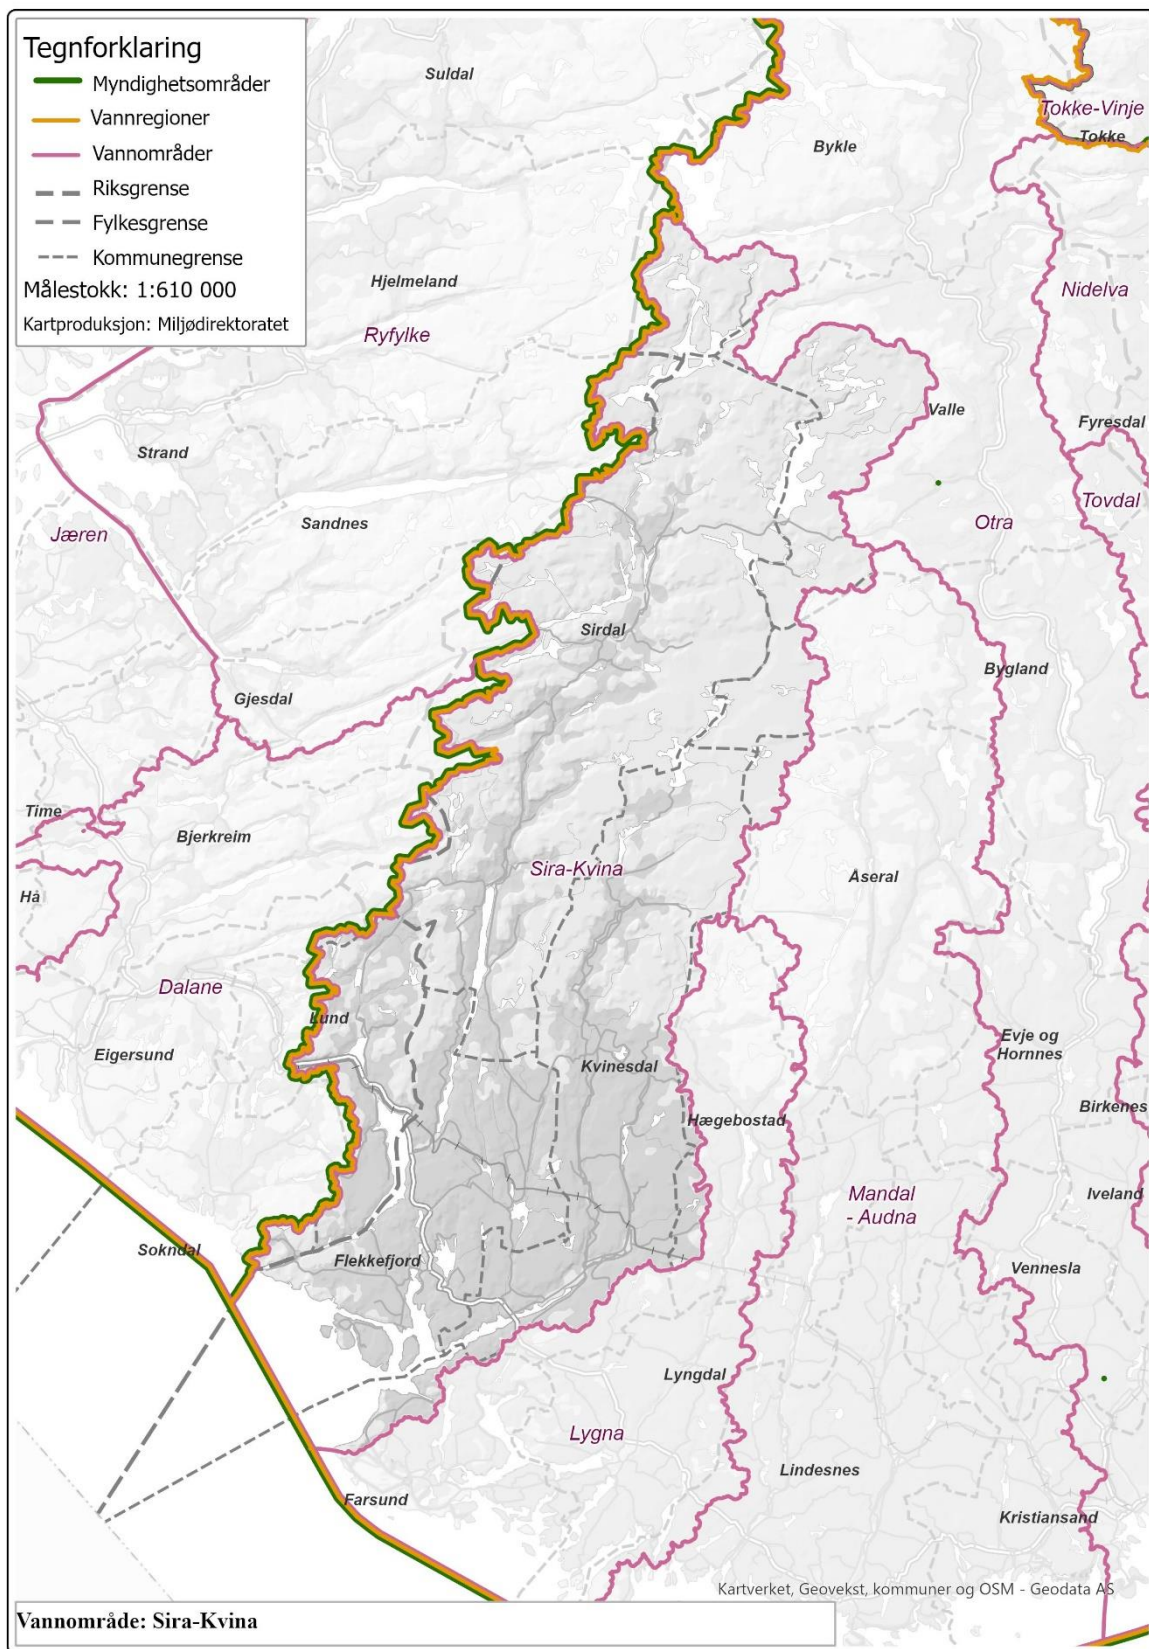 Tegnforklaring
Myndighetsområder
Vannregioner
Vannområder
Riksgrense
Fylkesgrense
Kommunegrense
Målestokk: 1:610 000
Kartproduksjon: Miljødirektoratet
Suldal
Bykle
Tokke-Vinje
Tokke
Hjelmeland
Nidelva
Ryfylke
Valle
Fyresdal
Strand
Tovdal
Sandnes
Otra
Jæren
Sirdal
Bygland
Gjesdal
Time
Bjerkreim
Sira-Kvina
Åseral
Hå
Dalane
Lund
Eigersund
Evje og
Hornnes
Kvinesdal
Birkenes
Hægebostad
Mandal
- Audna
Iveland
Sokndal
Flekkefjord
Vennesla
Lyngdal
Lygna
Lindesnes
Farsund
Kristiansand
Kartverket, Geovekst, kommuner og OSM - Geodata AS
Vannområde: Sira-Kvina